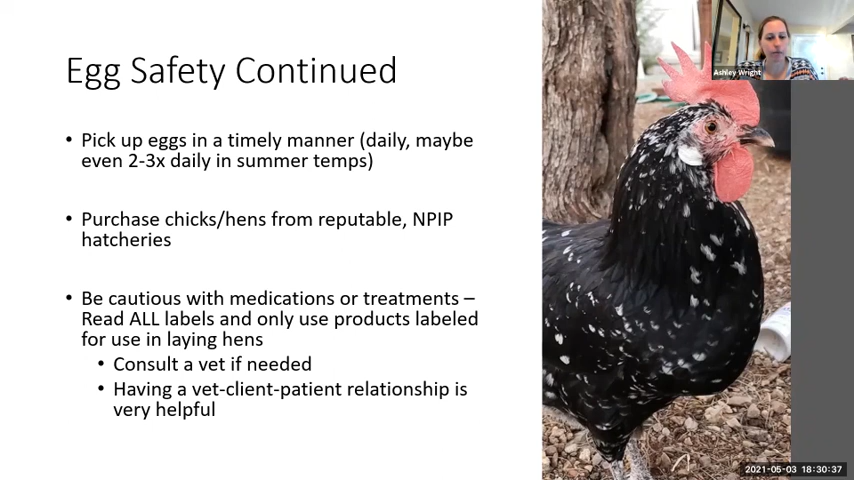 Egg Safety Continued
• Pick up eggs in a timely manner (daily, maybe
even 2-3x daily in summer temps)
• Purchase chicks/hens from reputable, NPIP
hatcheries
• Be cautious with medications or treatments –
Read ALL labels and only use products labeled
for use in laying hens
• Consult a vet if needed
• Having a vet-client-patient relationship is
very helpful
Ashley Wright
2021-05-03 18:30:37